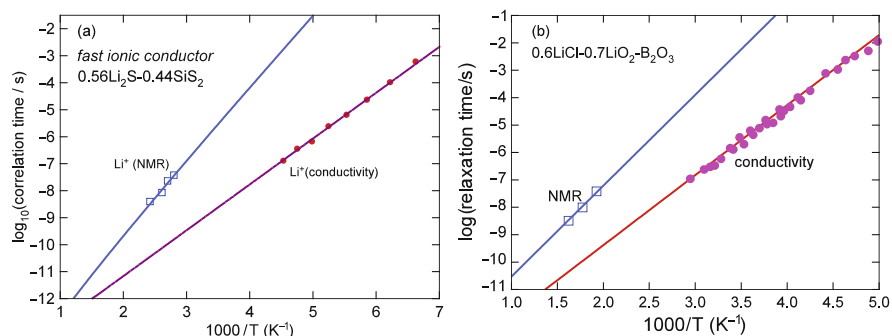 (a)
fast ionic conductor
0.56Li₂S-0.44SiS₂
Li⁺ (NMR)
Li⁺(conductivity)
log₁₀(correlation time / s)
−2
−3
−4
−5
−6
−7
−8
−9
−10
−11
−12
2
3
4
5
6
7
1000/T (K⁻¹)
(b)
0.6LiCl-0.7LiO₂-B₂O₃
NMR
conductivity
log(relaxation time/s)
−1
−2
−3
−4
−5
−6
−7
−8
−9
−10
−11
1.0
1.5
2.0
2.5
3.0
3.5
4.0
4.5
5.0
1000/T (K⁻¹)